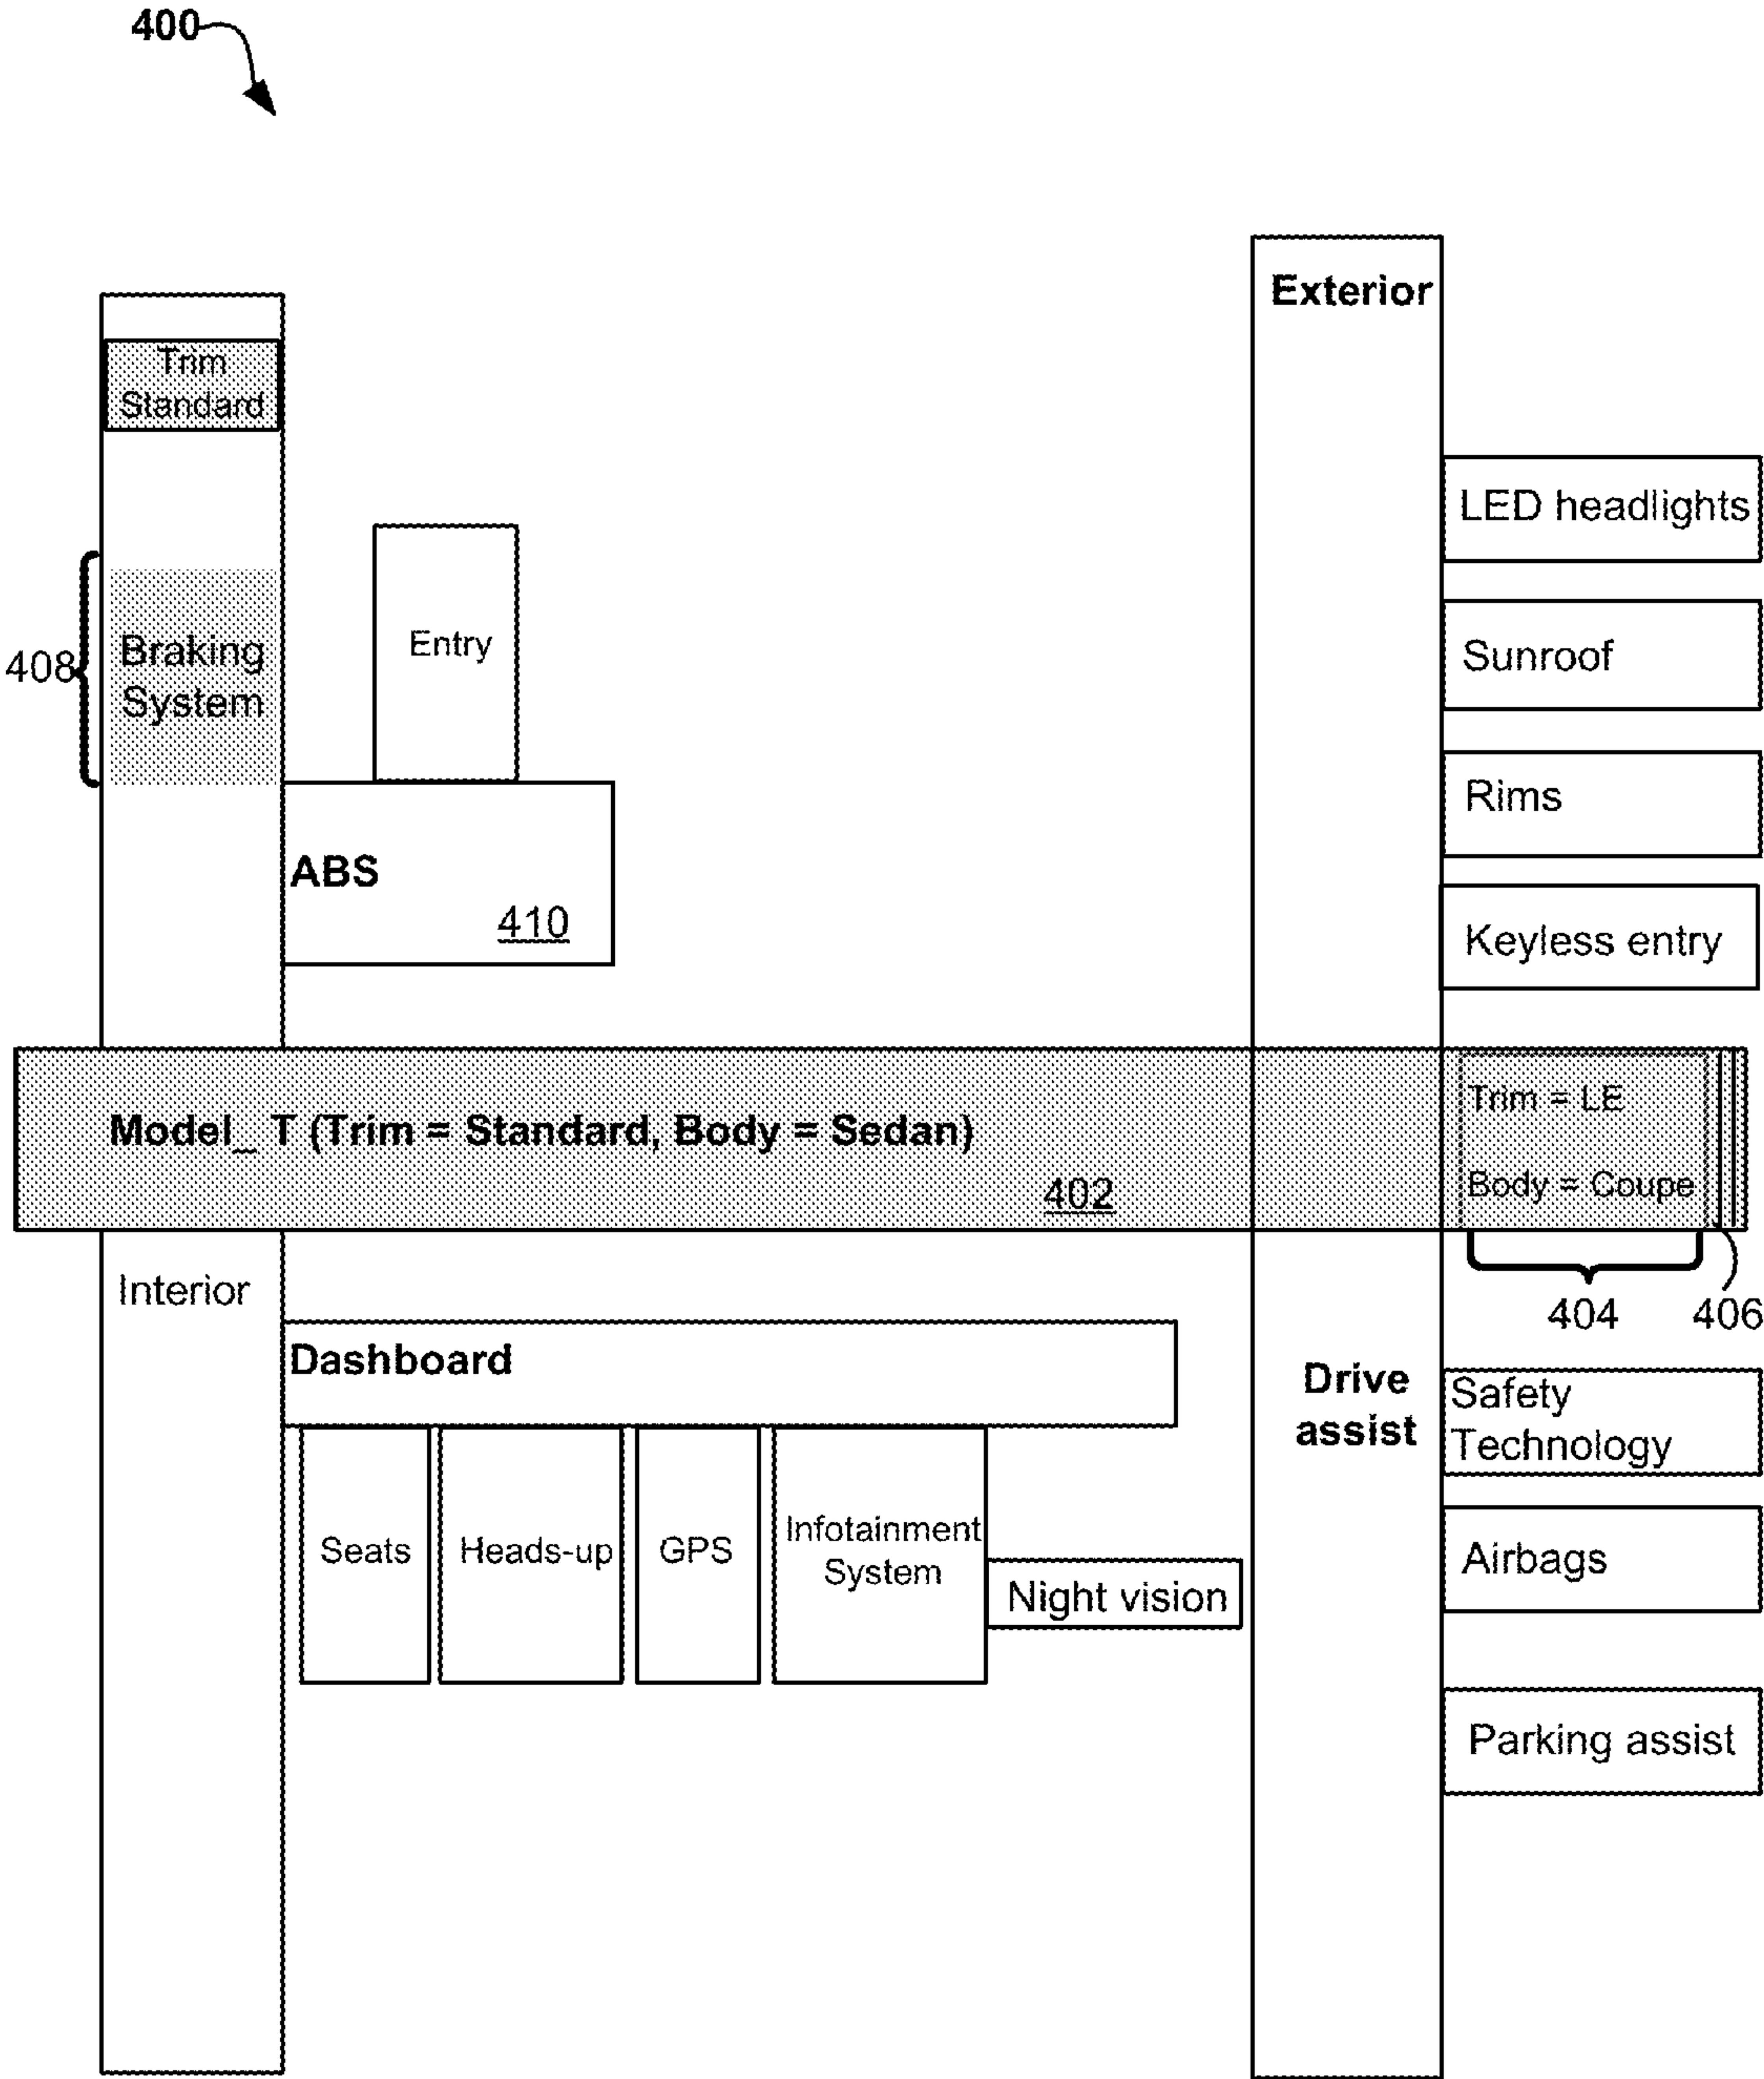 400
Exterior
Trim
Standard
LED headlights
Entry
408
Braking
System
Sunroof
Rims
ABS
410
Keyless entry
Model_ T (Trim = Standard, Body = Sedan)
402
Trim = LE
Body = Coupe
404
406
Interior
Dashboard
Drive
assist
Safety
Technology
Seats
Heads-up
GPS
Infotainment
System
Night vision
Airbags
Parking assist